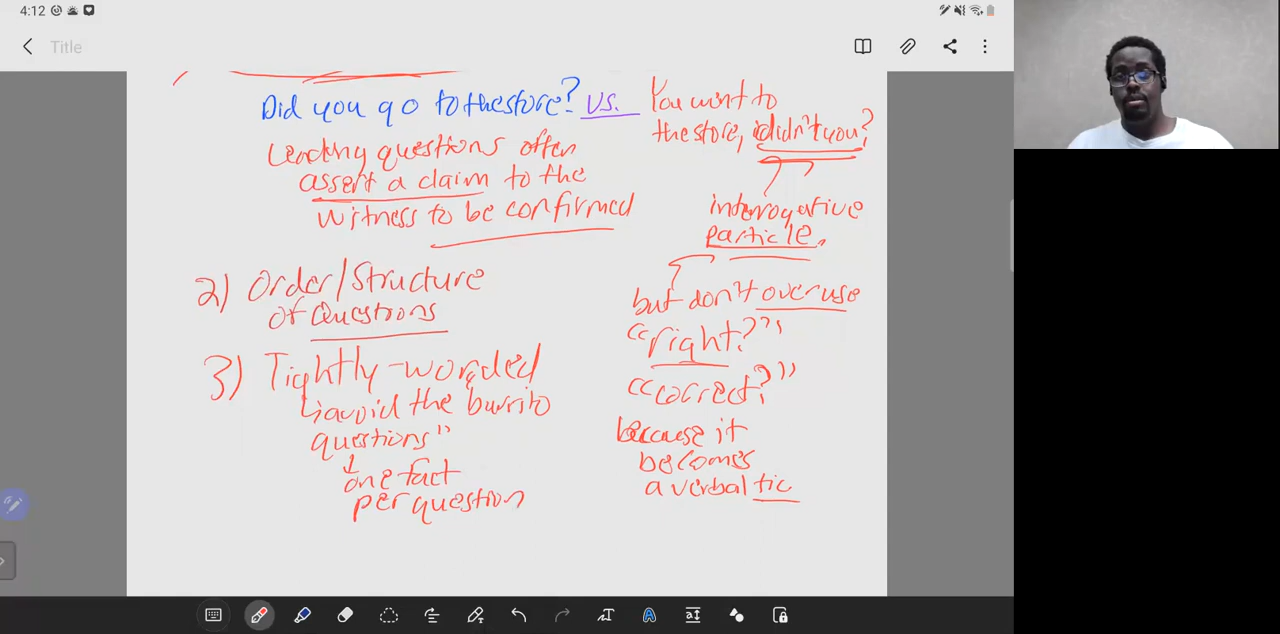 4:12
Title
Did you go to the store? vs.
You went to
the store, didn't you?
Leading questions often
assert a claim to the
witness to be confirmed
interogative
particle.
but don't overuse
"right?",
"correct?"
because it
becomes
a verbal tic
2) Order/Structure
of Questions
3) Tightly-worded
avoid the burrito
questions"
one fact
per question